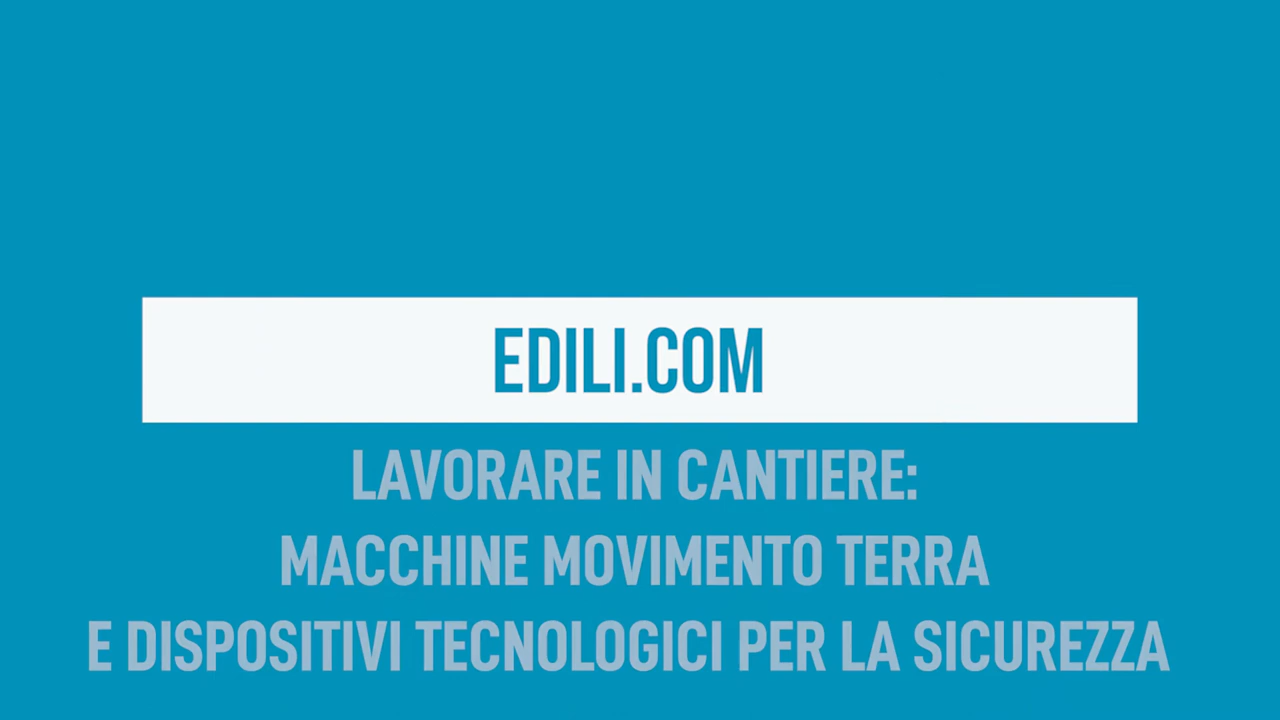 EDILI.COM
LAVORARE IN CANTIERE:
MACCHINE MOVIMENTO TERRA
E DISPOSITIVI TECNOLOGICI PER LA SICUREZZA